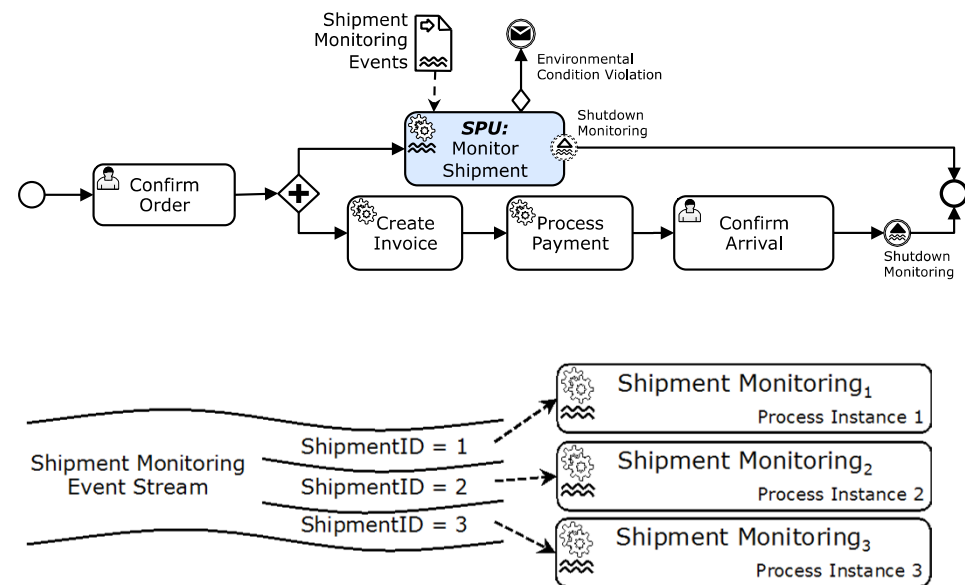 Shipment
Monitoring
Events
Environmental
Condition Violation
SPU:
Monitor
Shipment
Shutdown
Monitoring
Confirm
Order
Create
Invoice
Process
Payment
Confirm
Arrival
Shutdown
Monitoring
Shipment Monitoring
Event Stream
ShipmentID = 1
ShipmentID = 2
ShipmentID = 3
Shipment Monitoring₁
Process Instance 1
Shipment Monitoring₂
Process Instance 2
Shipment Monitoring₃
Process Instance 3